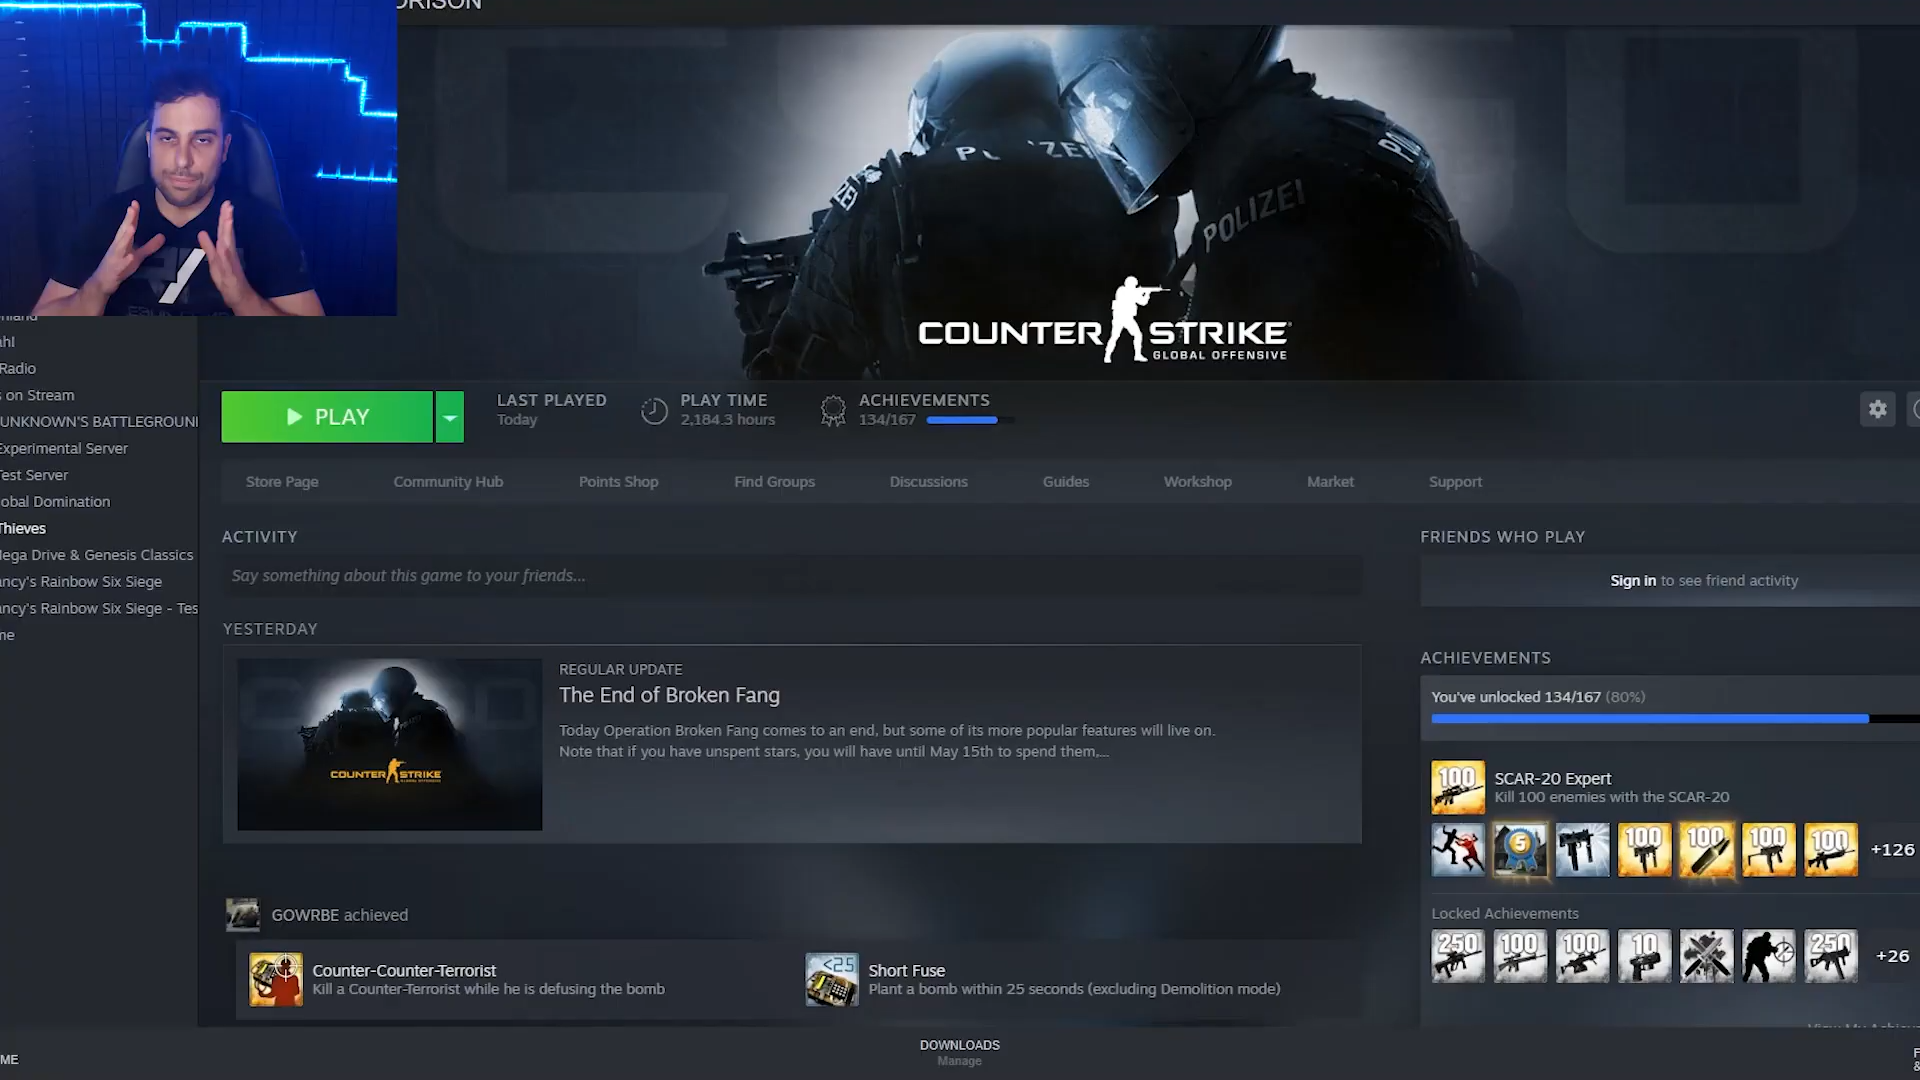 POLIZEI
POLIZEI
COUNTER STRIKE
GLOBAL OFFENSIVE
Radio
on Stream
UNKNOWN'S BATTLEGROUN
Experimental Server
Test Server
obal Domination
Thieves
ega Drive & Genesis Classics
ancy's Rainbow Six Siege
ancy's Rainbow Six Siege - Tes
PLAY
LAST PLAYED
Today
PLAY TIME
2,184.3 hours
ACHIEVEMENTS
134/167
Store Page
Community Hub
Points Shop
Find Groups
Discussions
Guides
Workshop
Market
Support
ACTIVITY
Say something about this game to your friends...
YESTERDAY
COUNTER STRIKE
REGULAR UPDATE
The End of Broken Fang
Today Operation Broken Fang comes to an end, but some of its more popular features will live on.
Note that if you have unspent stars, you will have until May 15th to spend them,...
GOWRBE achieved
Counter-Counter-Terrorist
Kill a Counter-Terrorist while he is defusing the bomb
<25
Short Fuse
Plant a bomb within 25 seconds (excluding Demolition mode)
FRIENDS WHO PLAY
Sign in to see friend activity
ACHIEVEMENTS
You've unlocked 134/167 (80%)
100
SCAR-20 Expert
Kill 100 enemies with the SCAR-20
5 100 100 100 100 +126
Locked Achievements
250 100 100 10 250 +26
DOWNLOADS
Manage